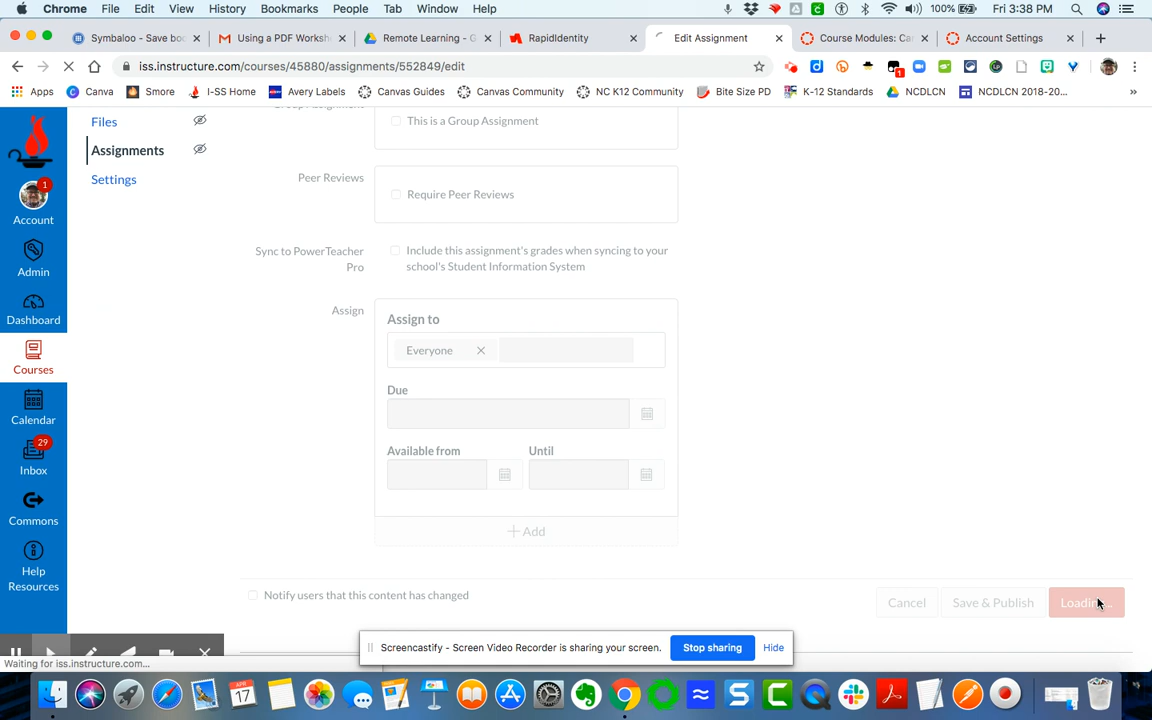 Chrome File Edit View History Bookmarks People Tab Window Help 100% Fri 3:38 PM
Symbaloo - Save boo Using a PDF Worksh Remote Learning - G RapidIdentity Edit Assignment Course Modules: Ca Account Settings
iss.instructure.com/courses/45880/assignments/552849/edit
Apps Canva Smore I-SS Home Avery Labels Canvas Guides Canvas Community NC K12 Community Bite Size PD K-12 Standards NCDLCN NCDLCN 2018-20...
Group Assignment
Files
This is a Group Assignment
Assignments
Peer Reviews
Settings
Require Peer Reviews
1
Account
Sync to PowerTeacher Pro
Include this assignment's grades when syncing to your
school's Student Information System
Admin
Assign
Assign to
Dashboard
Everyone
Courses
Due
Calendar
Available from Until
29
Inbox
Commons
+ Add
Help
Resources
Notify users that this content has changed
Cancel Save & Publish Loading...
Screencastify - Screen Video Recorder is sharing your screen. Stop sharing Hide
Waiting for iss.instructure.com...
17